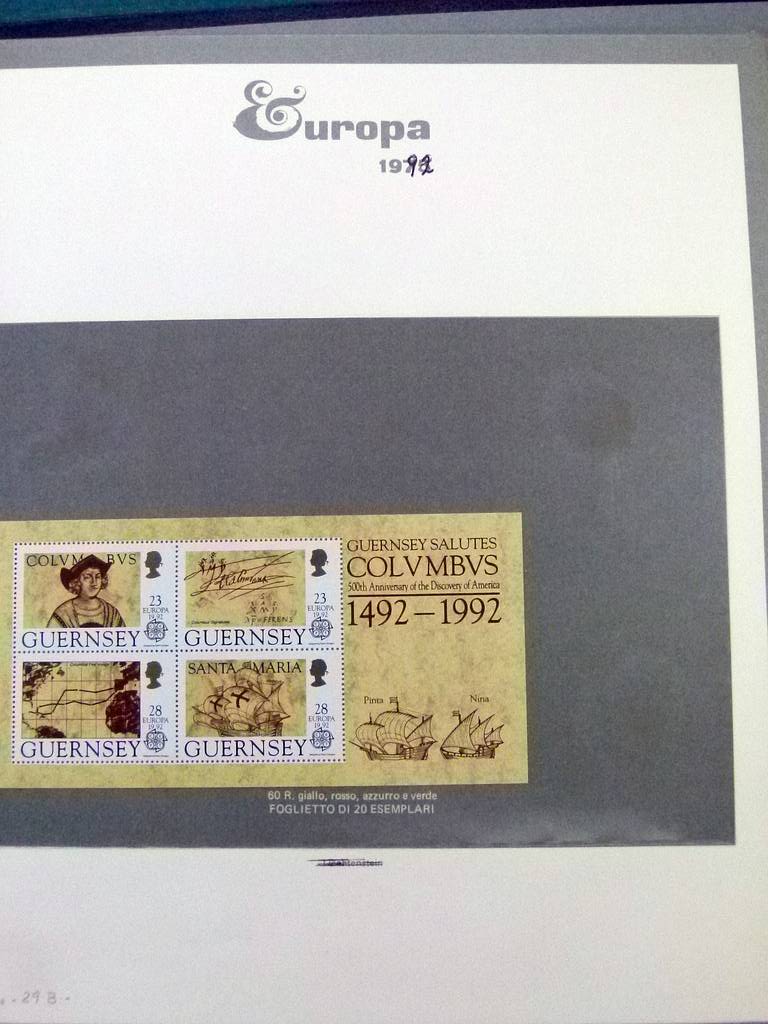 Europa
1992
GUERNSEY SALUTES
COLVMBVS
500th Anniversary of the Discovery of America
1492 – 1992
COLVMBVS
23
EUROPA
1992
GUERNSEY
23
EUROPA
1992
GUERNSEY
28
EUROPA
1992
GUERNSEY
SANTA MARIA
28
EUROPA
1992
GUERNSEY
Pinta
Nina
60 R. giallo, rosso, azzurro e verde
FOGLIETTO DI 20 ESEMPLARI
Liechtenstein
29 B